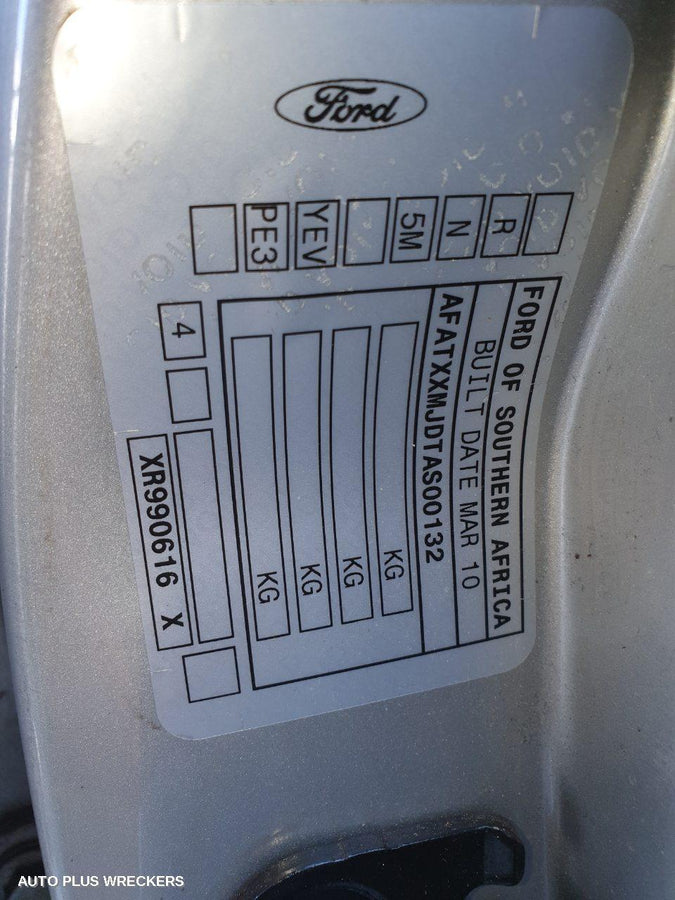 Ford
R
N
5M
YEV
PE3
FORD OF SOUTHERN AFRICA
BUILT DATE MAR 10
AFATXXMJDTAS00132
KG
KG
KG
KG
4
XR990616 X
AUTO PLUS WRECKERS